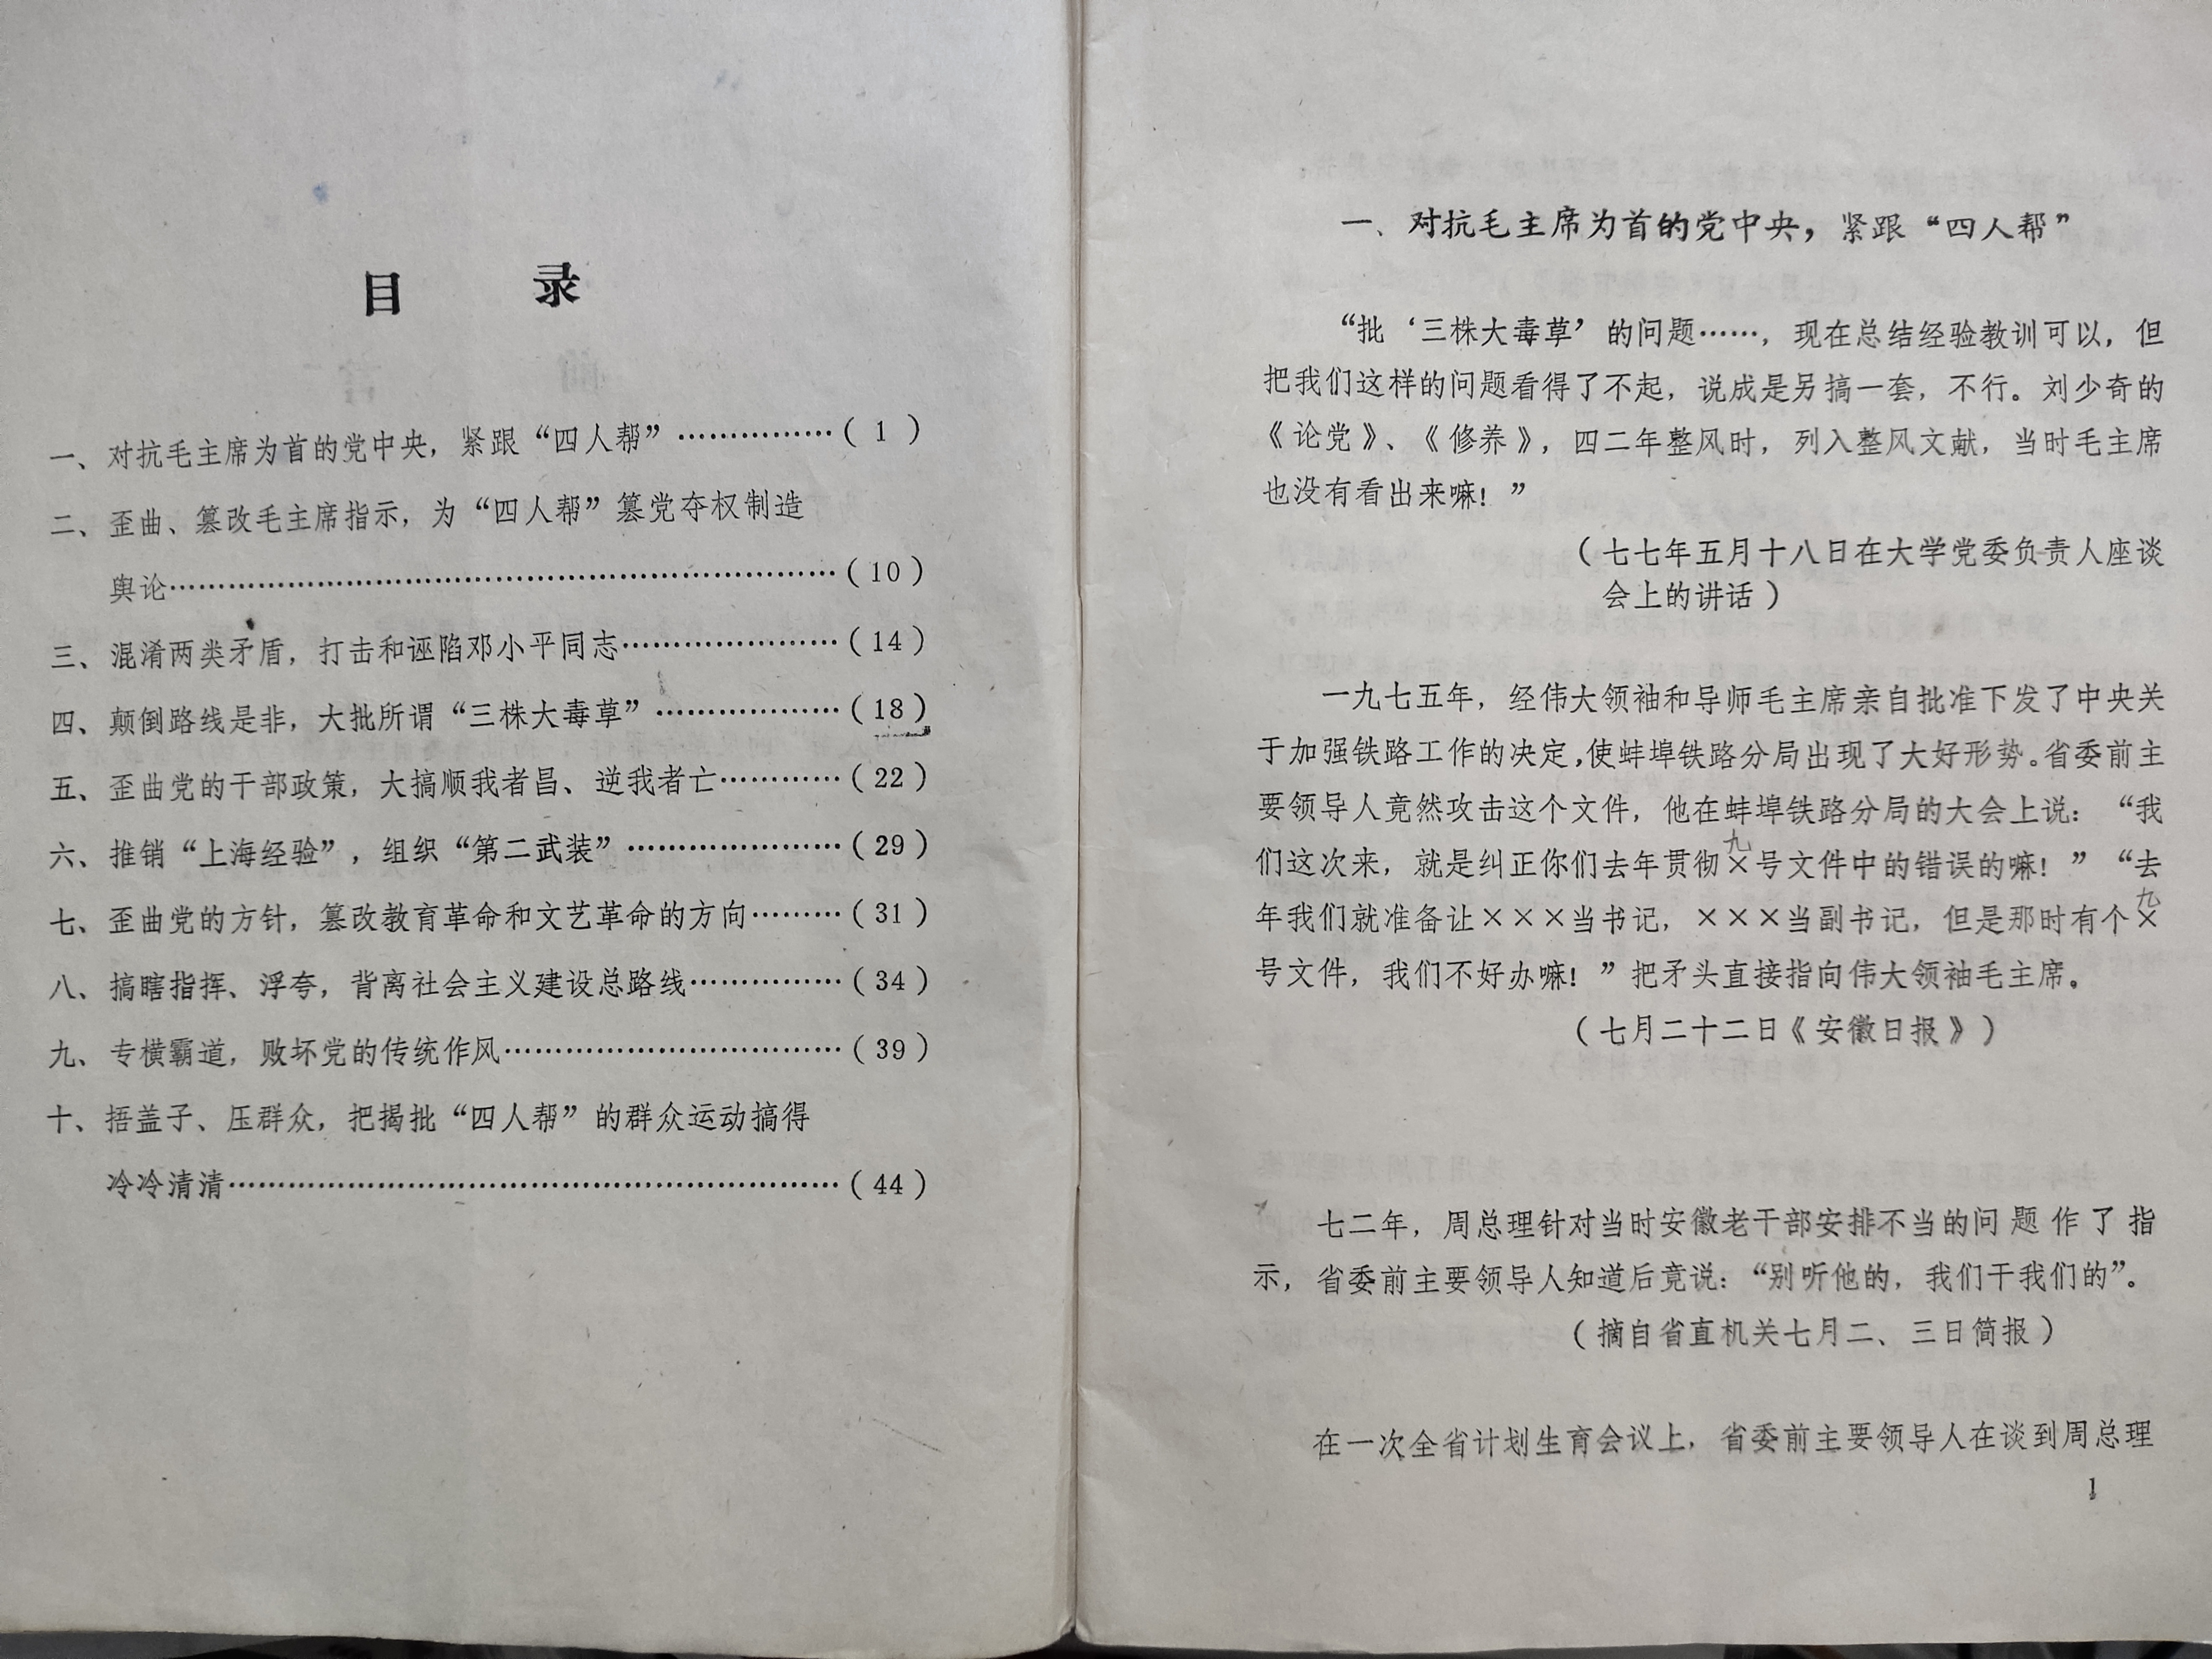 目 录
一、对抗毛主席为首的党中央，紧跟“四人帮”……………( 1 )
二、歪曲、篡改毛主席指示，为“四人帮”篡党夺权制造
舆论……………………………………………………………(10)
三、混淆两类矛盾，打击和诬陷邓小平同志…………………(14)
四、颠倒路线是非，大批所谓“三株大毒草”………………(18)
五、歪曲党的干部政策，大搞顺我者昌、逆我者亡…………(22)
六、推销“上海经验”，组织“第二武装”…………………(29)
七、歪曲党的方针，篡改教育革命和文艺革命的方向………(31)
八、搞瞎指挥、浮夸，背离社会主义建设总路线……………(34)
九、专横霸道，败坏党的传统作风……………………………(39)
十、捂盖子、压群众，把揭批“四人帮”的群众运动搞得
冷冷清清………………………………………………………(44)
一、对抗毛主席为首的党中央，紧跟“四人帮”
“批‘三株大毒草’的问题……，现在总结经验教训可以，但
把我们这样的问题看得了不起，说成是另搞一套，不行。刘少奇的
《论党》、《修养》，四二年整风时，列入整风文献，当时毛主席
也没有看出来嘛！”
（七七年五月十八日在大学党委负责人座谈
会上的讲话）
一九七五年，经伟大领袖和导师毛主席亲自批准下发了中央关
于加强铁路工作的决定，使蚌埠铁路分局出现了大好形势。省委前主
要领导人竟然攻击这个文件，他在蚌埠铁路分局的大会上说：“我
九
们这次来，就是纠正你们去年贯彻×号文件中的错误的嘛！”“去
九
年我们就准备让×××当书记，×××当副书记，但是那时有个×
号文件，我们不好办嘛！”把矛头直接指向伟大领袖毛主席。
（七月二十二日《安徽日报》）
七二年，周总理针对当时安徽老干部安排不当的问题作了指
示，省委前主要领导人知道后竟说：“别听他的，我们干我们的”。
（摘自省直机关七月二、三日简报）
在一次全省计划生育会议上，省委前主要领导人在谈到周总理
1